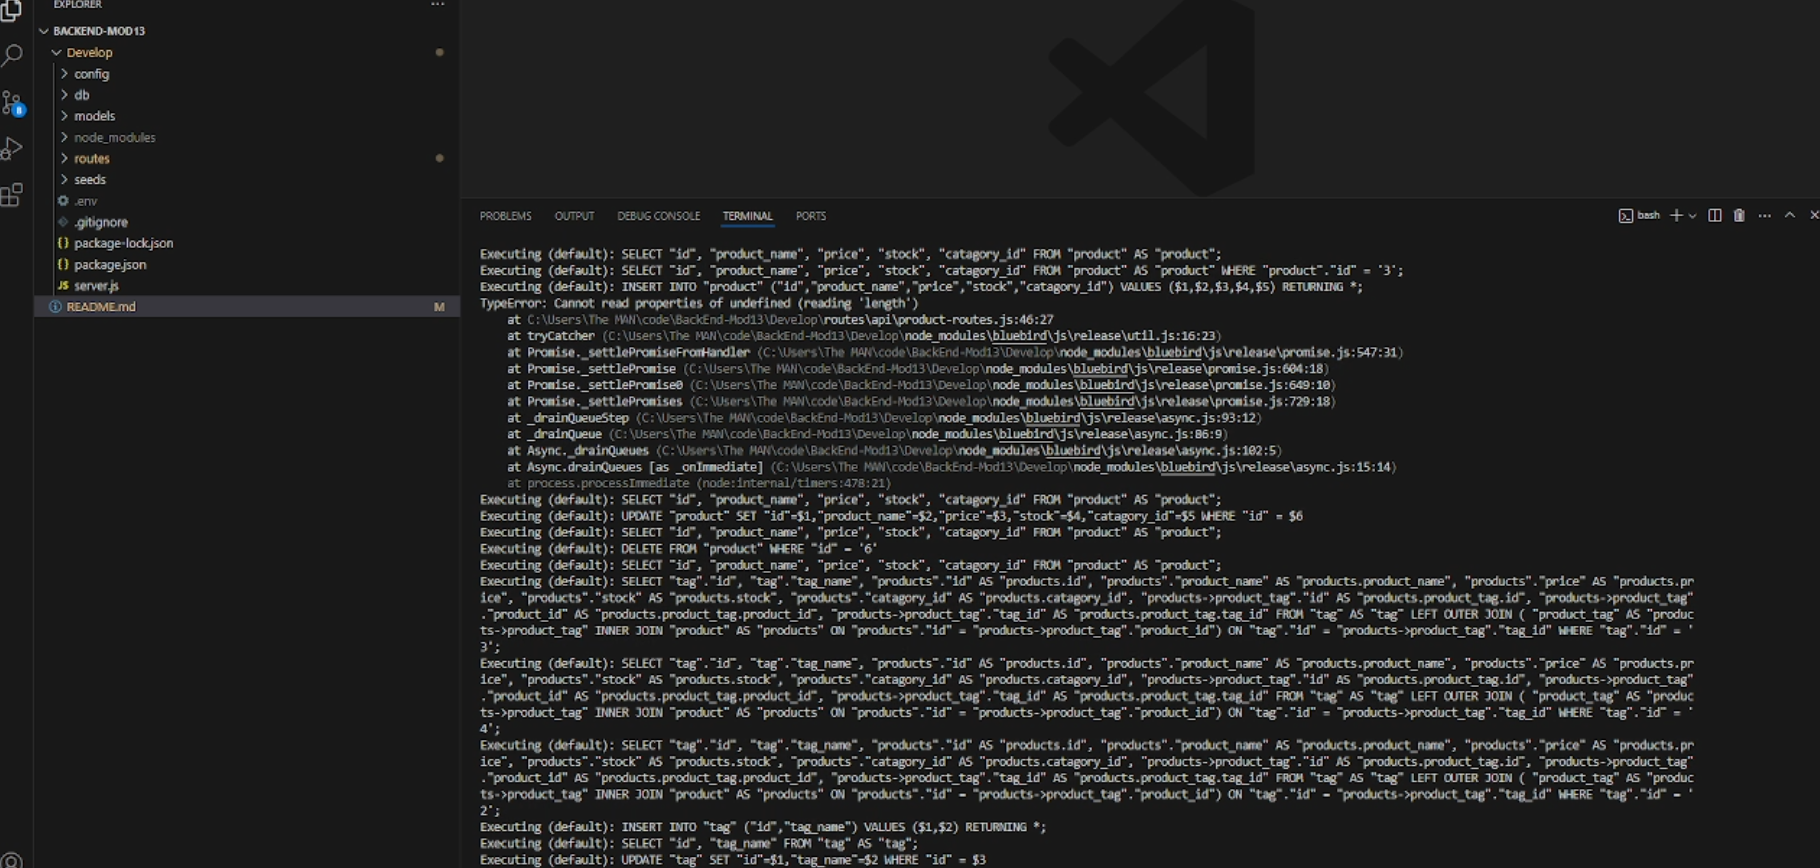 EXPLORER
BACKEND-MOD13
Develop
config
db
models
node_modules
routes
seeds
.env
.gitignore
package-lock.json
package.json
JS server.js
README.md M
8
PROBLEMS OUTPUT DEBUG CONSOLE TERMINAL PORTS
bash
Executing (default): SELECT "id", "product_name", "price", "stock", "catagory_id" FROM "product" AS "product";
Executing (default): SELECT "id", "product_name", "price", "stock", "catagory_id" FROM "product" AS "product" WHERE "product"."id" = '3';
Executing (default): INSERT INTO "product" ("id","product_name","price","stock","catagory_id") VALUES ($1,$2,$3,$4,$5) RETURNING *;
TypeError: Cannot read properties of undefined (reading 'length')
at C:\Users\The MAN\code\BackEnd-Mod13\Develop\routes\api\product-routes.js:46:27
at tryCatcher (C:\Users\The MAN\code\BackEnd-Mod13\Develop\node_modules\bluebird\js\release\util.js:16:23)
at Promise._settlePromiseFromHandler (C:\Users\The MAN\code\BackEnd-Mod13\Develop\node_modules\bluebird\js\release\promise.js:547:31)
at Promise._settlePromise (C:\Users\The MAN\code\BackEnd-Mod13\Develop\node_modules\bluebird\js\release\promise.js:604:18)
at Promise._settlePromise0 (C:\Users\The MAN\code\BackEnd-Mod13\Develop\node_modules\bluebird\js\release\promise.js:649:10)
at Promise._settlePromises (C:\Users\The MAN\code\BackEnd-Mod13\Develop\node_modules\bluebird\js\release\promise.js:729:18)
at _drainQueueStep (C:\Users\The MAN\code\BackEnd-Mod13\Develop\node_modules\bluebird\js\release\async.js:93:12)
at _drainQueue (C:\Users\The MAN\code\BackEnd-Mod13\Develop\node_modules\bluebird\js\release\async.js:86:9)
at Async._drainQueues (C:\Users\The MAN\code\BackEnd-Mod13\Develop\node_modules\bluebird\js\release\async.js:102:5)
at Async.drainQueues [as _onImmediate] (C:\Users\The MAN\code\BackEnd-Mod13\Develop\node_modules\bluebird\js\release\async.js:15:14)
at process.processImmediate (node:internal/timers:478:21)
Executing (default): SELECT "id", "product_name", "price", "stock", "catagory_id" FROM "product" AS "product";
Executing (default): UPDATE "product" SET "id"=$1,"product_name"=$2,"price"=$3,"stock"=$4,"catagory_id"=$5 WHERE "id" = $6
Executing (default): SELECT "id", "product_name", "price", "stock", "catagory_id" FROM "product" AS "product";
Executing (default): DELETE FROM "product" WHERE "id" = '6'
Executing (default): SELECT "id", "product_name", "price", "stock", "catagory_id" FROM "product" AS "product";
Executing (default): SELECT "tag"."id", "tag"."tag_name", "products"."id" AS "products.id", "products"."product_name" AS "products.product_name", "products"."price" AS "products.pr
ice", "products"."stock" AS "products.stock", "products"."catagory_id" AS "products.catagory_id", "products->product_tag"."id" AS "products.product_tag.id", "products->product_tag"
."product_id" AS "products.product_tag.product_id", "products->product_tag"."tag_id" AS "products.product_tag.tag_id" FROM "tag" AS "tag" LEFT OUTER JOIN ( "product_tag" AS "produc
ts->product_tag" INNER JOIN "product" AS "products" ON "products"."id" = "products->product_tag"."product_id") ON "tag"."id" = "products->product_tag"."tag_id" WHERE "tag"."id" = '
3';
Executing (default): SELECT "tag"."id", "tag"."tag_name", "products"."id" AS "products.id", "products"."product_name" AS "products.product_name", "products"."price" AS "products.pr
ice", "products"."stock" AS "products.stock", "products"."catagory_id" AS "products.catagory_id", "products->product_tag"."id" AS "products.product_tag.id", "products->product_tag"
."product_id" AS "products.product_tag.product_id", "products->product_tag"."tag_id" AS "products.product_tag.tag_id" FROM "tag" AS "tag" LEFT OUTER JOIN ( "product_tag" AS "produc
ts->product_tag" INNER JOIN "product" AS "products" ON "products"."id" = "products->product_tag"."product_id") ON "tag"."id" = "products->product_tag"."tag_id" WHERE "tag"."id" = '
4';
Executing (default): SELECT "tag"."id", "tag"."tag_name", "products"."id" AS "products.id", "products"."product_name" AS "products.product_name", "products"."price" AS "products.pr
ice", "products"."stock" AS "products.stock", "products"."catagory_id" AS "products.catagory_id", "products->product_tag"."id" AS "products.product_tag.id", "products->product_tag"
."product_id" AS "products.product_tag.product_id", "products->product_tag"."tag_id" AS "products.product_tag.tag_id" FROM "tag" AS "tag" LEFT OUTER JOIN ( "product_tag" AS "produc
ts->product_tag" INNER JOIN "product" AS "products" ON "products"."id" = "products->product_tag"."product_id") ON "tag"."id" = "products->product_tag"."tag_id" WHERE "tag"."id" = '
2';
Executing (default): INSERT INTO "tag" ("id","tag_name") VALUES ($1,$2) RETURNING *;
Executing (default): SELECT "id", "tag_name" FROM "tag" AS "tag";
Executing (default): UPDATE "tag" SET "id"=$1,"tag_name"=$2 WHERE "id" = $3